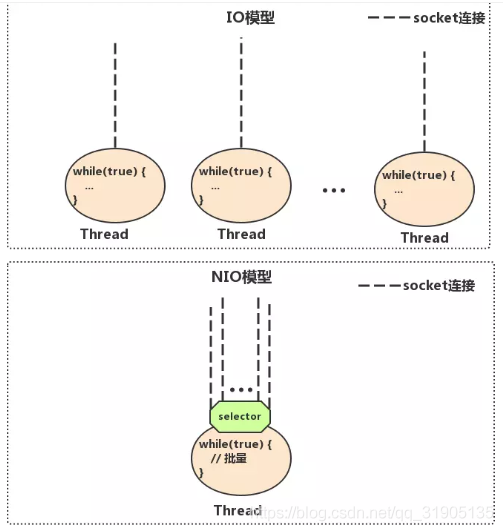 IO模型
socket连接
while(true) {
...
}
Thread
while(true) {
...
}
Thread
...
while(true) {
...
}
Thread
NIO模型
socket连接
...
selector
while(true) {
// 批量
}
Thread
https://blog.csdn.net/qq_31905135